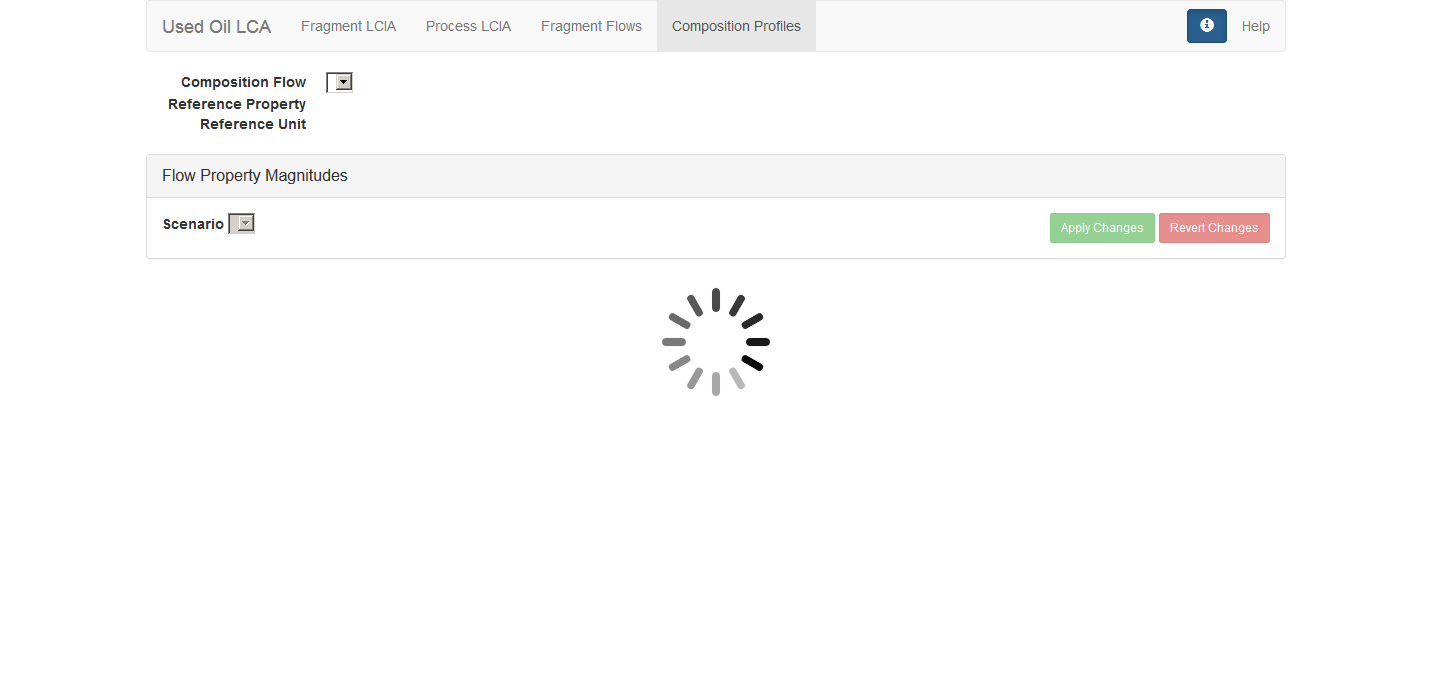 Used Oil LCA Fragment LCIA Process LCIA Fragment Flows Composition Profiles Help
Composition Flow
Reference Property
Reference Unit
Flow Property Magnitudes
Scenario Apply Changes Revert Changes